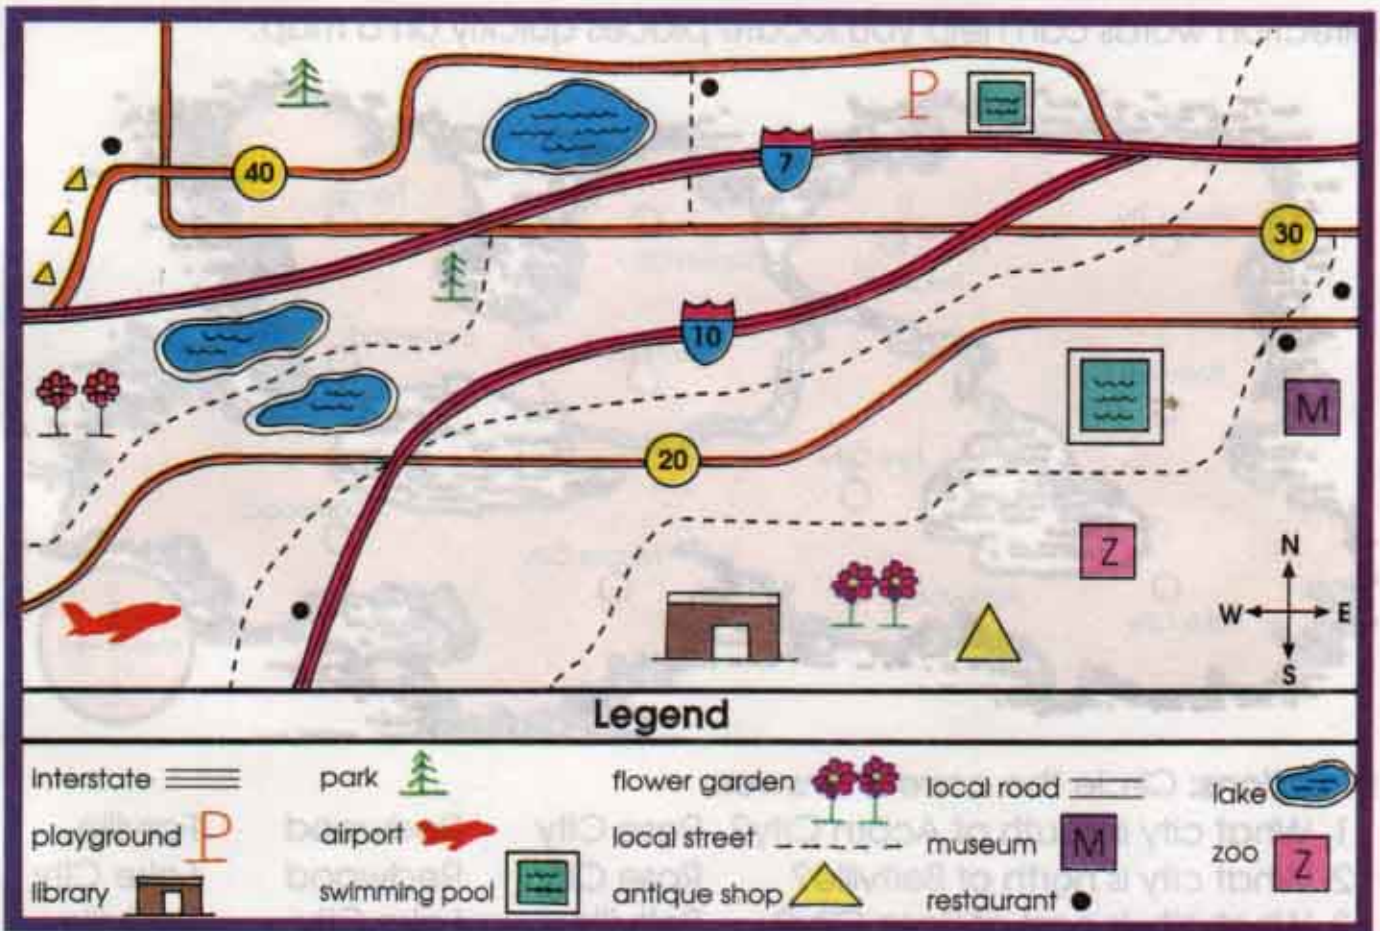 P
40
7
30
10
20
M
Z
N
W E
S
Legend
interstate park flower garden local road lake
playground P airport local street museum M zoo Z
library swimming pool antique shop restaurant